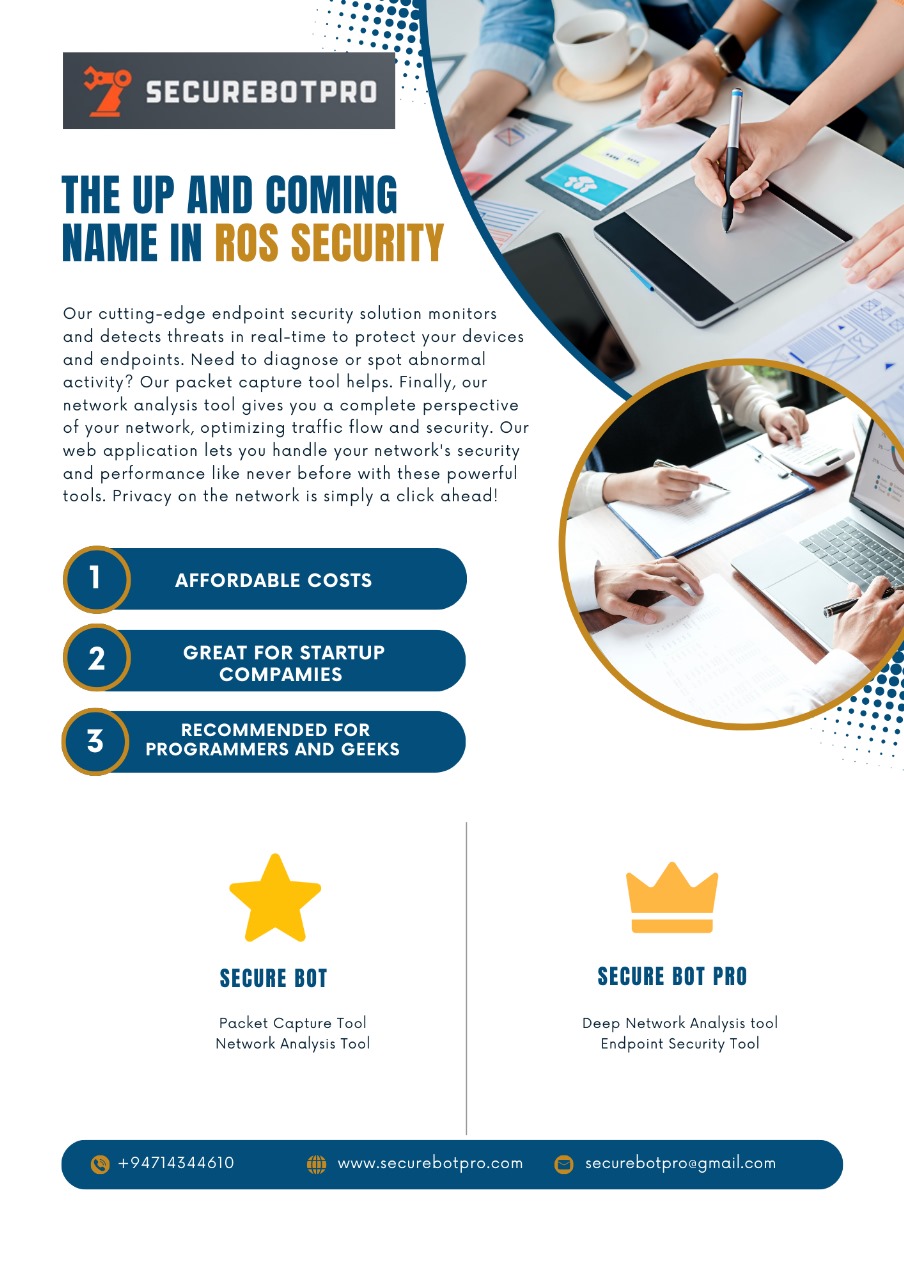 SECUREBOTPRO
THE UP AND COMING
NAME IN ROS SECURITY
Our cutting-edge endpoint security solution monitors
and detects threats in real-time to protect your devices
and endpoints. Need to diagnose or spot abnormal
activity? Our packet capture tool helps. Finally, our
network analysis tool gives you a complete perspective
of your network, optimizing traffic flow and security. Our
web application lets you handle your network's security
and performance like never before with these powerful
tools. Privacy on the network is simply a click ahead!
1 AFFORDABLE COSTS
2 GREAT FOR STARTUP
COMPAMIES
3 RECOMMENDED FOR
PROGRAMMERS AND GEEKS
SECURE BOT
Packet Capture Tool
Network Analysis Tool
SECURE BOT PRO
Deep Network Analysis tool
Endpoint Security Tool
+94714344610 www.securebotpro.com securebotpro@gmail.com